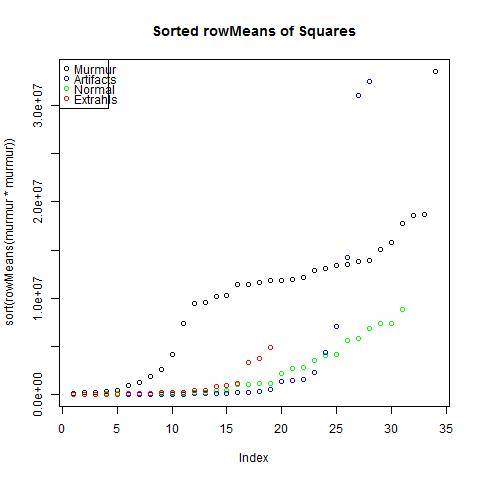 Sorted rowMeans of Squares
Murmur
Artifacts
Normal
Extrahls
sort(rowMeans(murmur * murmur))
3.0e+07
2.0e+07
1.0e+07
0.0e+00
0 5 10 15 20 25 30 35
Index